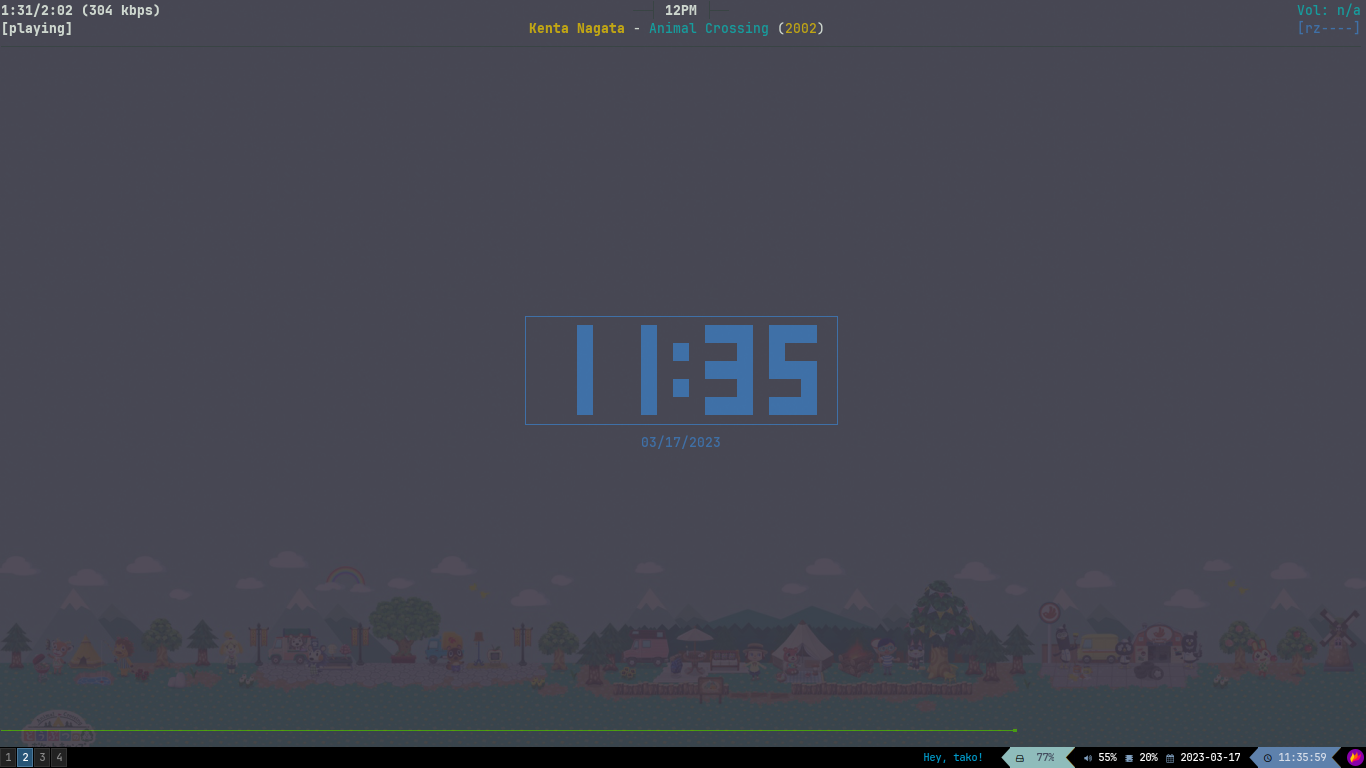 1:31/2:02 (304 kbps)
12PM
Vol: n/a
[playing]
Kenta Nagata - Animal Crossing (2002)
[rz----]
11:35
03/17/2023
1 2 3 4
Hey, tako!
77%
55%
20%
2023-03-17
11:35:59